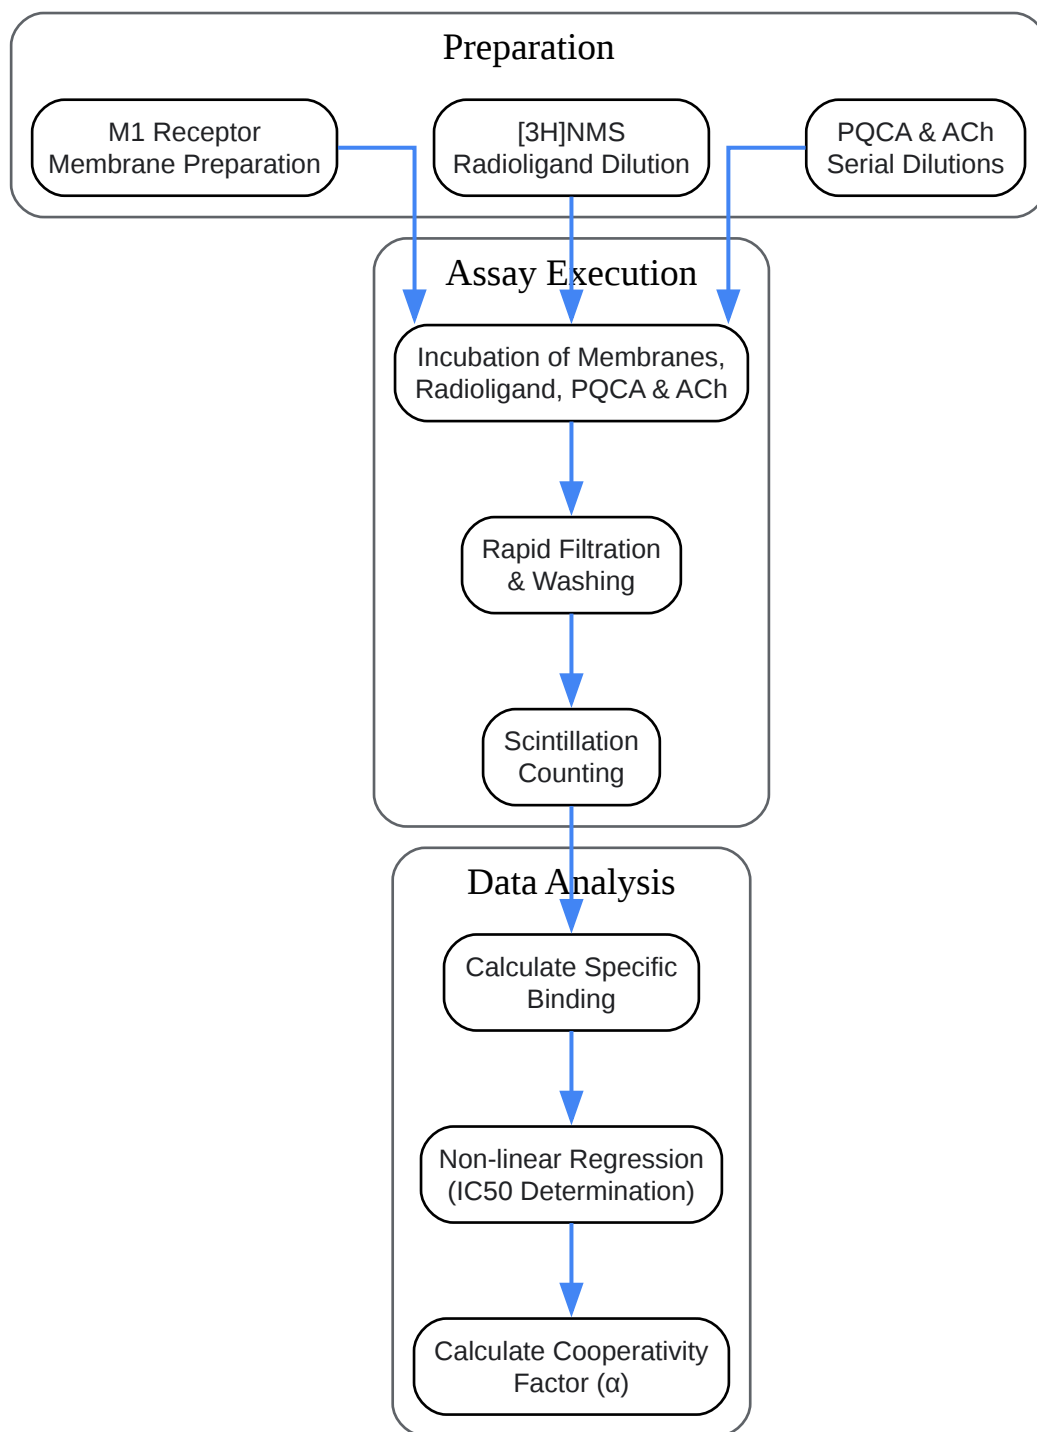 Preparation
M1 Receptor
Membrane Preparation
[3H]NMS
Radioligand Dilution
PQCA & ACh
Serial Dilutions
Assay Execution
Incubation of Membranes,
Radioligand, PQCA & ACh
Rapid Filtration
& Washing
Scintillation
Counting
Data Analysis
Calculate Specific
Binding
Non-linear Regression
(IC50 Determination)
Calculate Cooperativity
Factor (α)